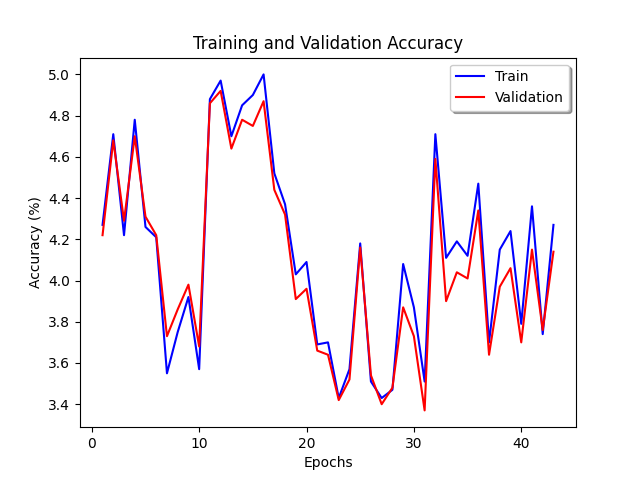 Training and Validation Accuracy
Train
Validation
5.0
4.8
4.6
4.4
4.2
4.0
3.8
3.6
3.4
Accuracy (%)
0 10 20 30 40
Epochs